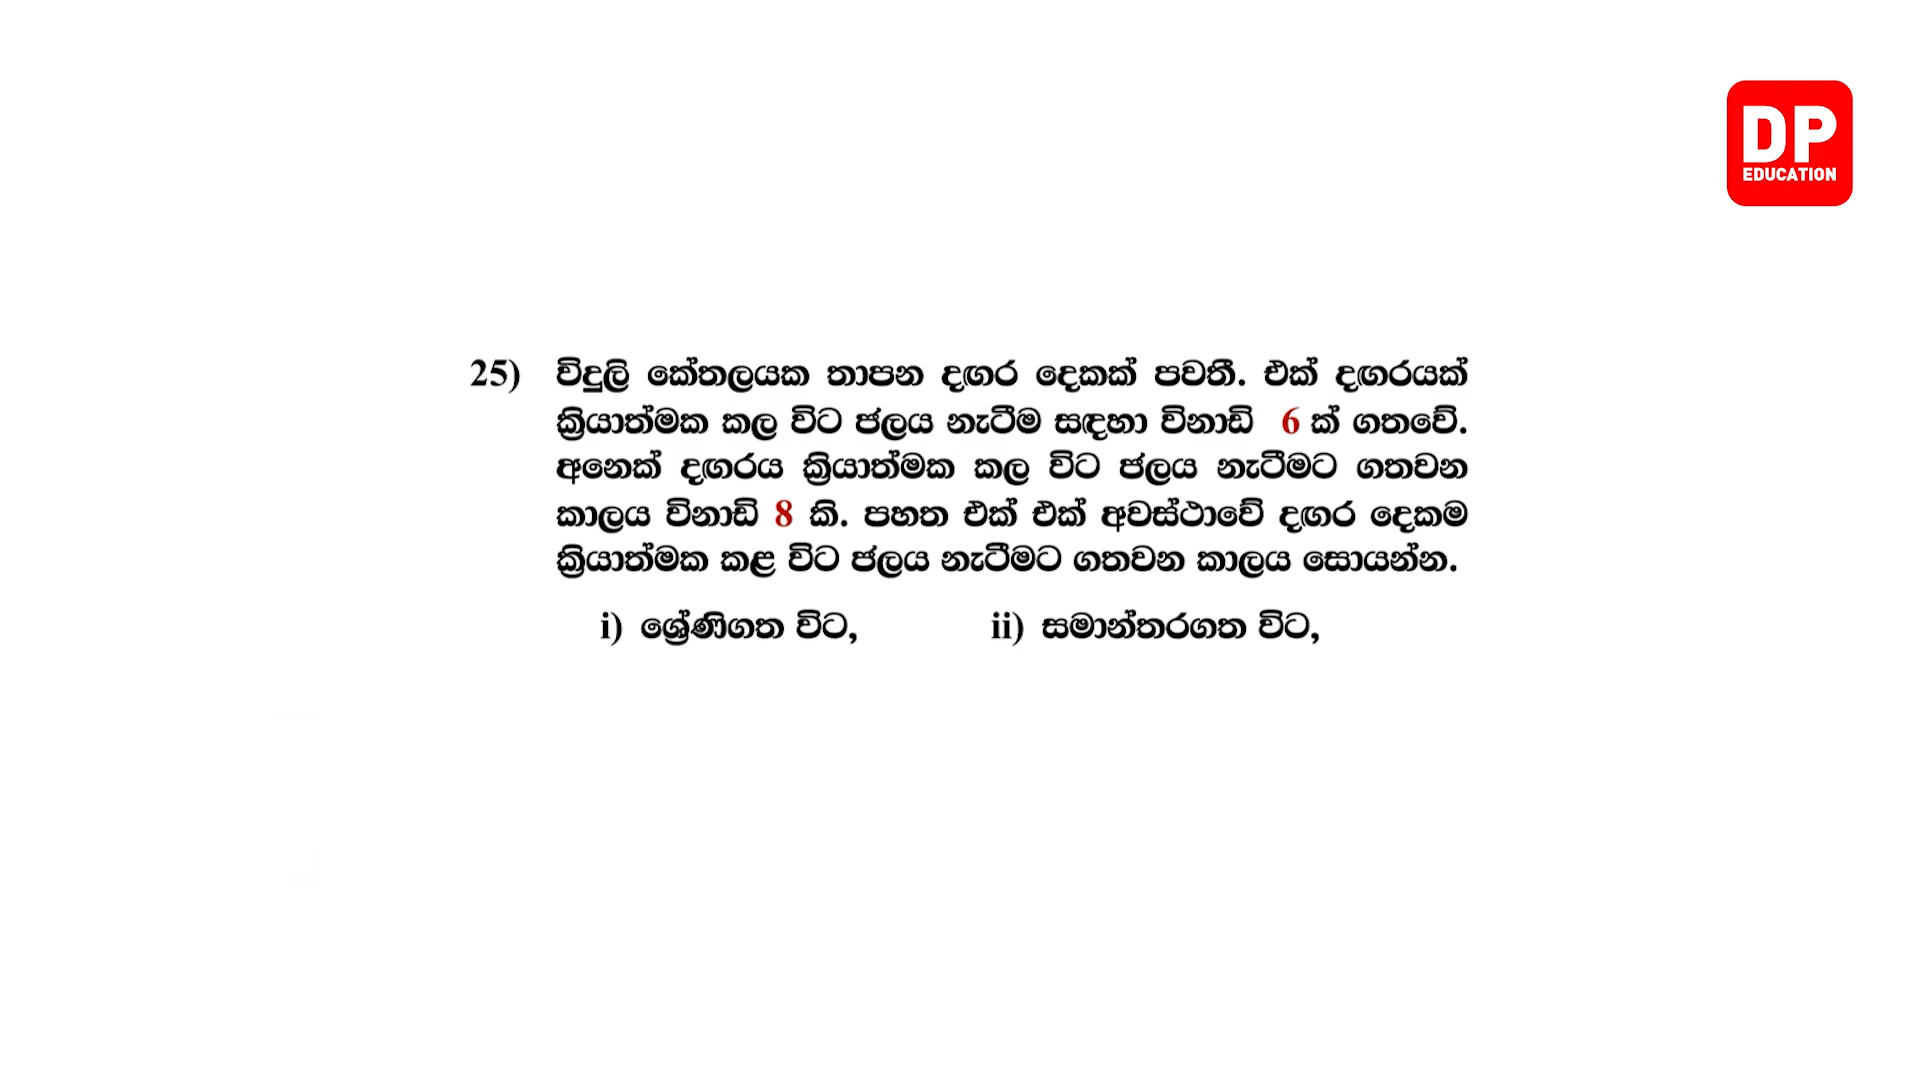 DP
EDUCATION
25) විදුලි කේතලයක තාපන දඟර දෙකක් පවතී. එක් දඟරයක්
ක්‍රියාත්මක කල විට ජලය නැටීම සඳහා විනාඩි 6 ක් ගතවේ.
අනෙක් දඟරය ක්‍රියාත්මක කල විට ජලය නැටීමට ගතවන
කාලය විනාඩි 8 කි. පහත එක් එක් අවස්ථාවේ දඟර දෙකම
ක්‍රියාත්මක කළ විට ජලය නැටීමට ගතවන කාලය සොයන්න.
i) ශ්‍රේණිගත විට, ii) සමාන්තරගත විට,